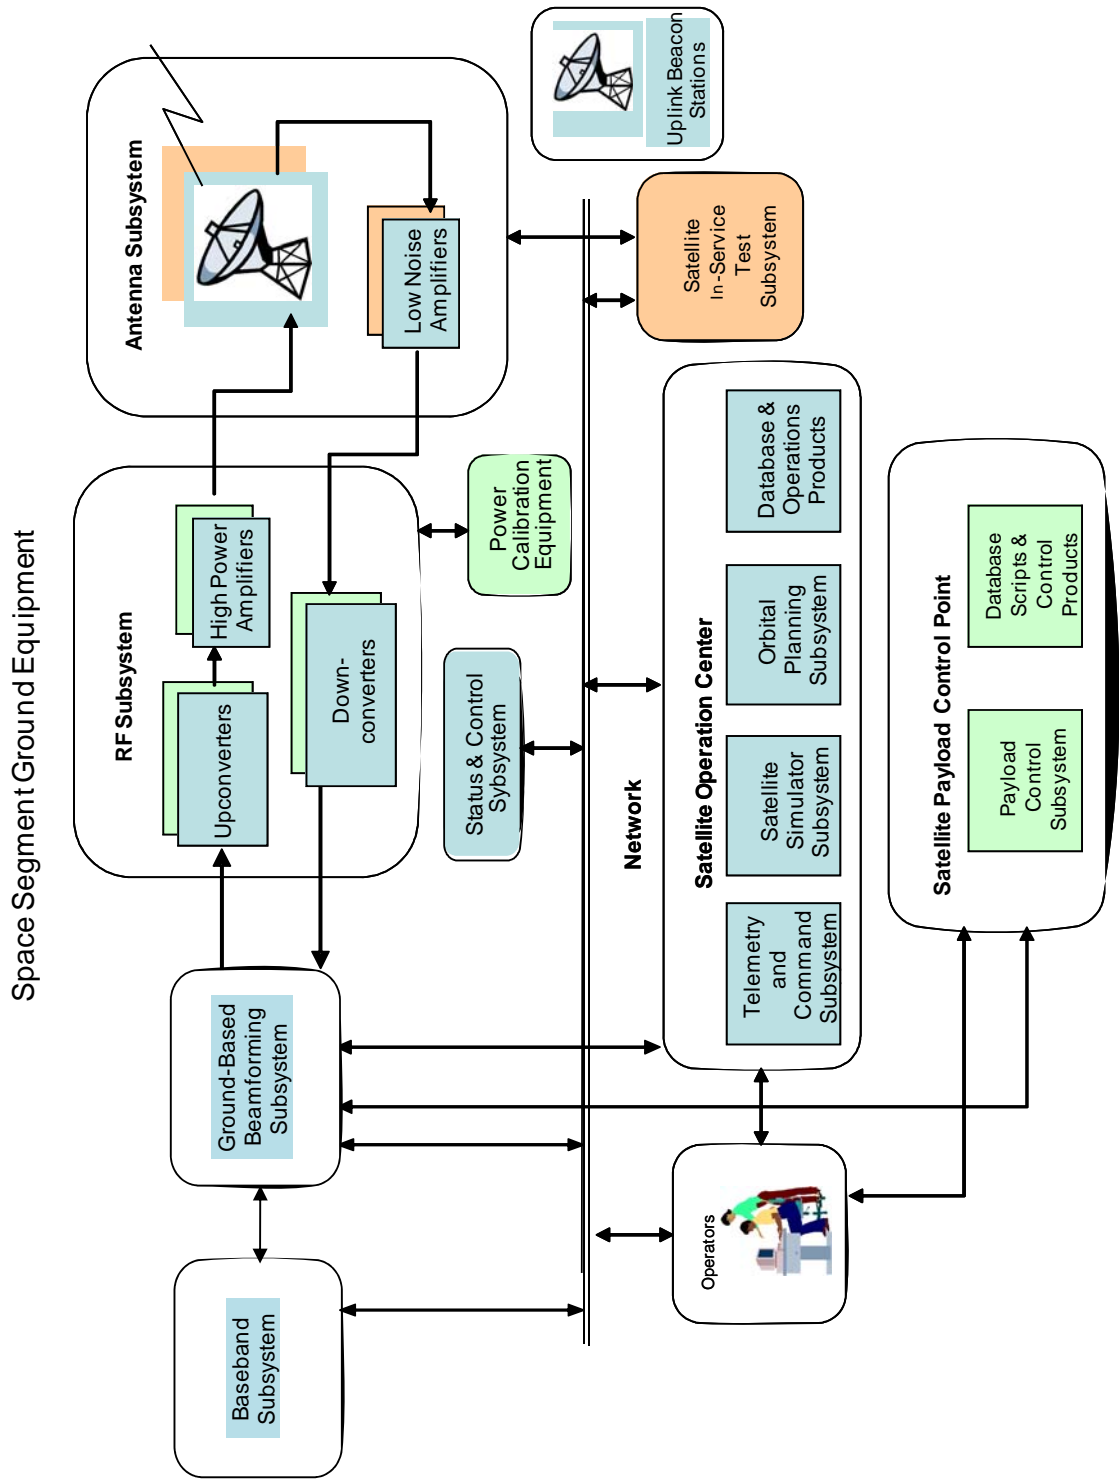 Space Segment Ground Equipment
Baseband
Subsystem
Ground-Based
Beamforming
Subsystem
RF Subsystem
Upconverters
High Power
Amplifiers
Down-
converters
Antenna Subsystem
Low Noise
Amplifiers
Status & Control
Sybsystem
Power
Calibration
Equipment
Uplink Beacon
Stations
Network
Satellite
In-Service
Test
Subsystem
Operators
Satellite Operation Center
Telemetry
and
Command
Subsystem
Satellite
Simulator
Subsystem
Orbital
Planning
Subsystem
Database &
Operations
Products
Satellite Payload Control Point
Payload
Control
Subsystem
Database
Scripts &
Control
Products